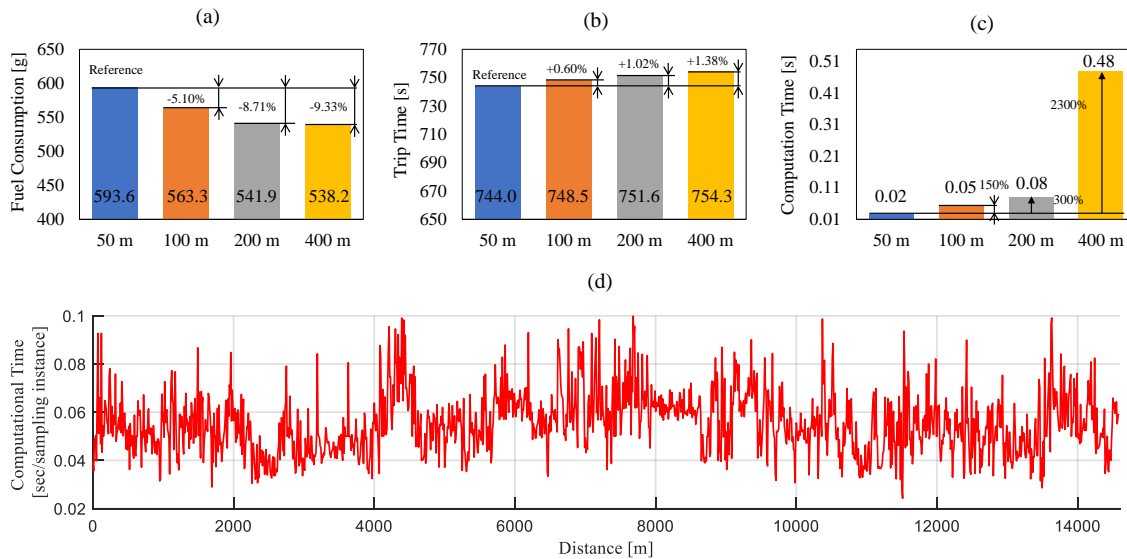 (a)
Fuel Consumption [g]
650
600
550
500
450
400
Reference
-5.10%
-8.71%
-9.33%
593.6
563.3
541.9
538.2
50 m
100 m
200 m
400 m
(b)
Trip Time [s]
770
750
730
710
690
670
650
Reference
+0.60%
+1.02%
+1.38%
744.0
748.5
751.6
754.3
50 m
100 m
200 m
400 m
(c)
Computation Time [s]
0.51
0.41
0.31
0.21
0.11
0.01
0.02
0.05
150%
0.08
300%
0.48
2300%
50 m
100 m
200 m
400 m
(d)
Computational Time
[sec/sampling instance]
0.1
0.08
0.06
0.04
0.02
0
2000
4000
6000
8000
10000
12000
14000
Distance [m]